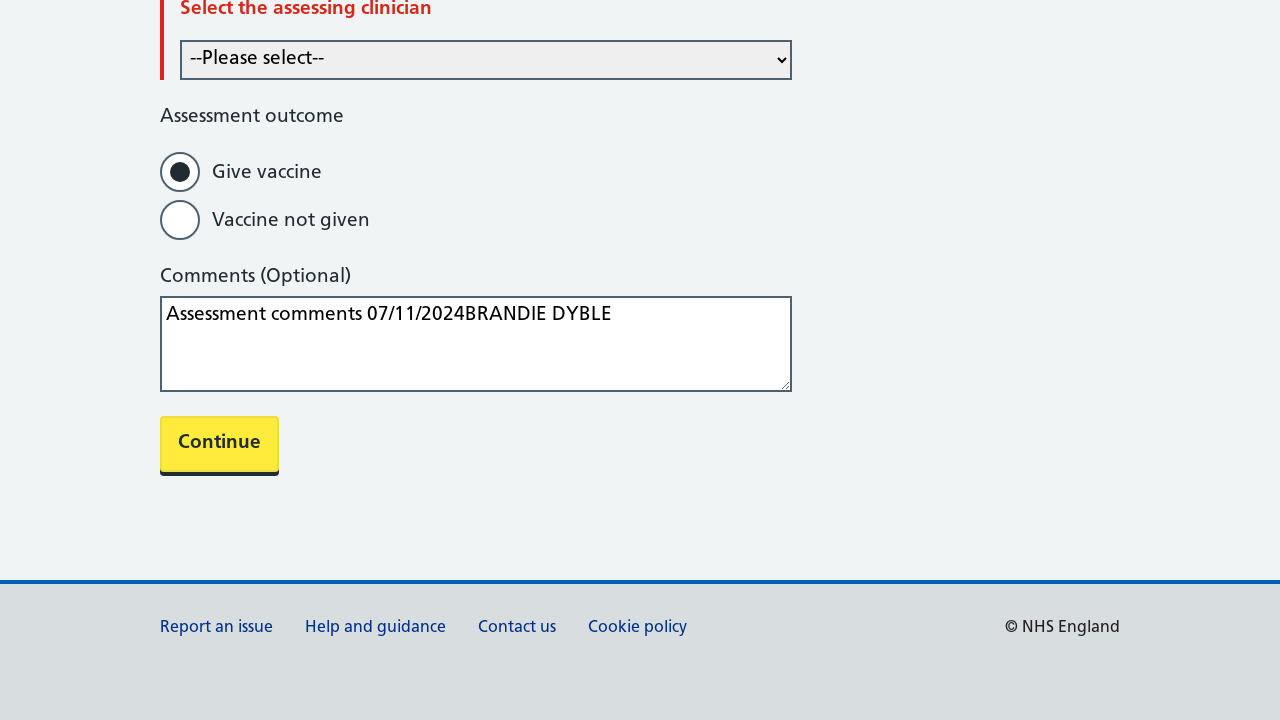 Select the assessing clinician
--Please select--
Assessment outcome
Give vaccine
Vaccine not given
Comments (Optional)
Assessment comments 07/11/2024BRANDIE DYBLE
Continue
Report an issue Help and guidance Contact us Cookie policy © NHS England